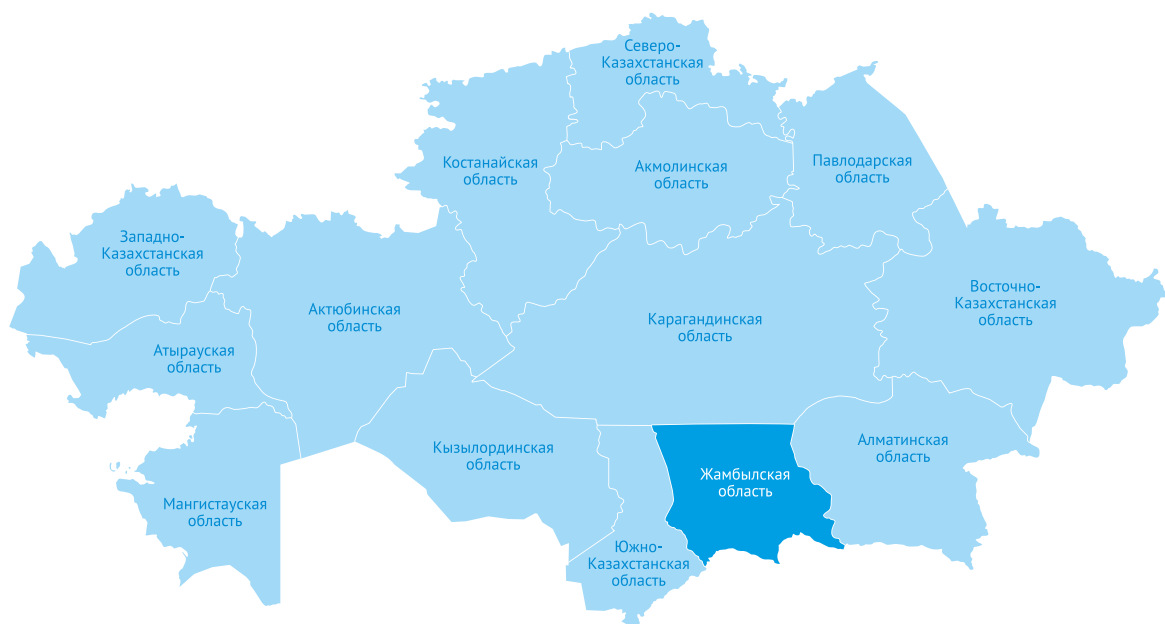 Северо-
Казахстанская
область
Костанайская
область
Акмолинская
область
Павлодарская
область
Западно-
Казахстанская
область
Актюбинская
область
Карагандинская
область
Восточно-
Казахстанская
область
Атырауская
область
Кызылординская
область
Алматинская
область
Жамбылская
область
Мангистауская
область
Южно-
Казахстанская
область